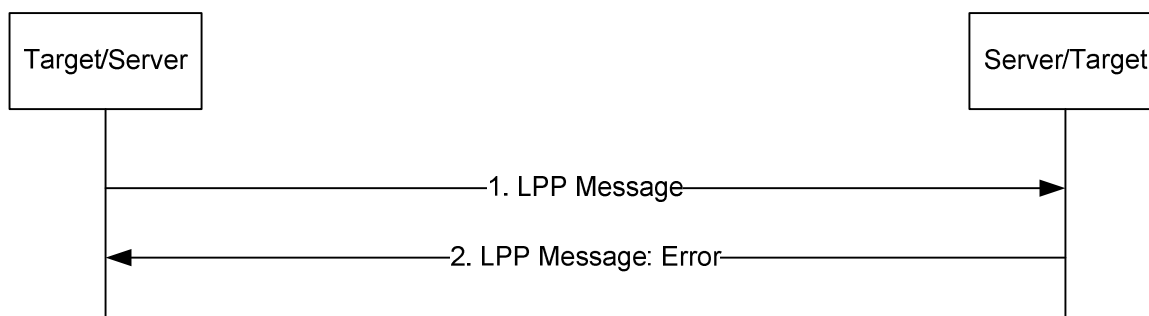 Target/Server
Server/Target
1. LPP Message
2. LPP Message: Error